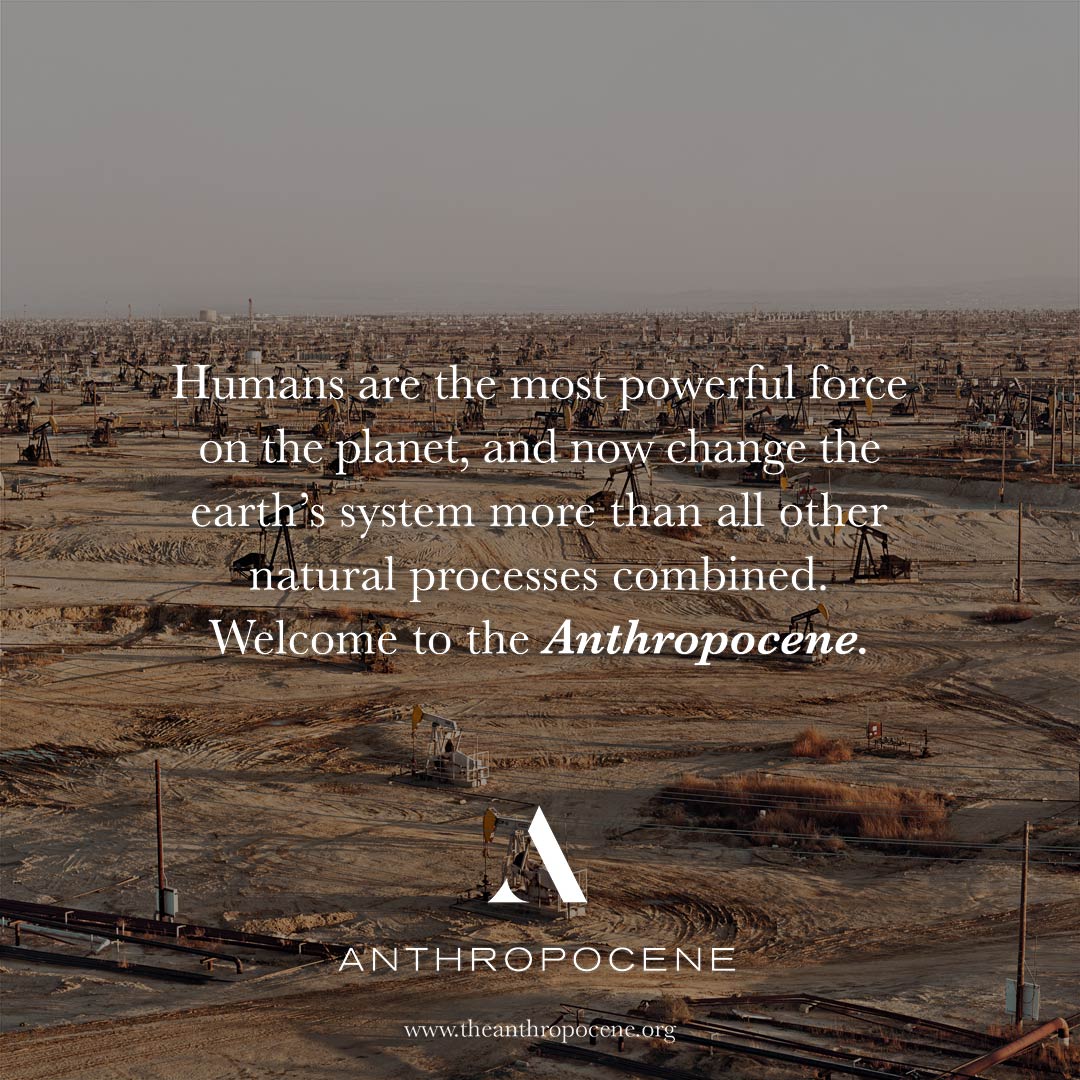 Humans are the most powerful force
on the planet, and now change the
earth’s system more than all other
natural processes combined.
Welcome to the Anthropocene.
A
ANTHROPOCENE
www.theanthropocene.org